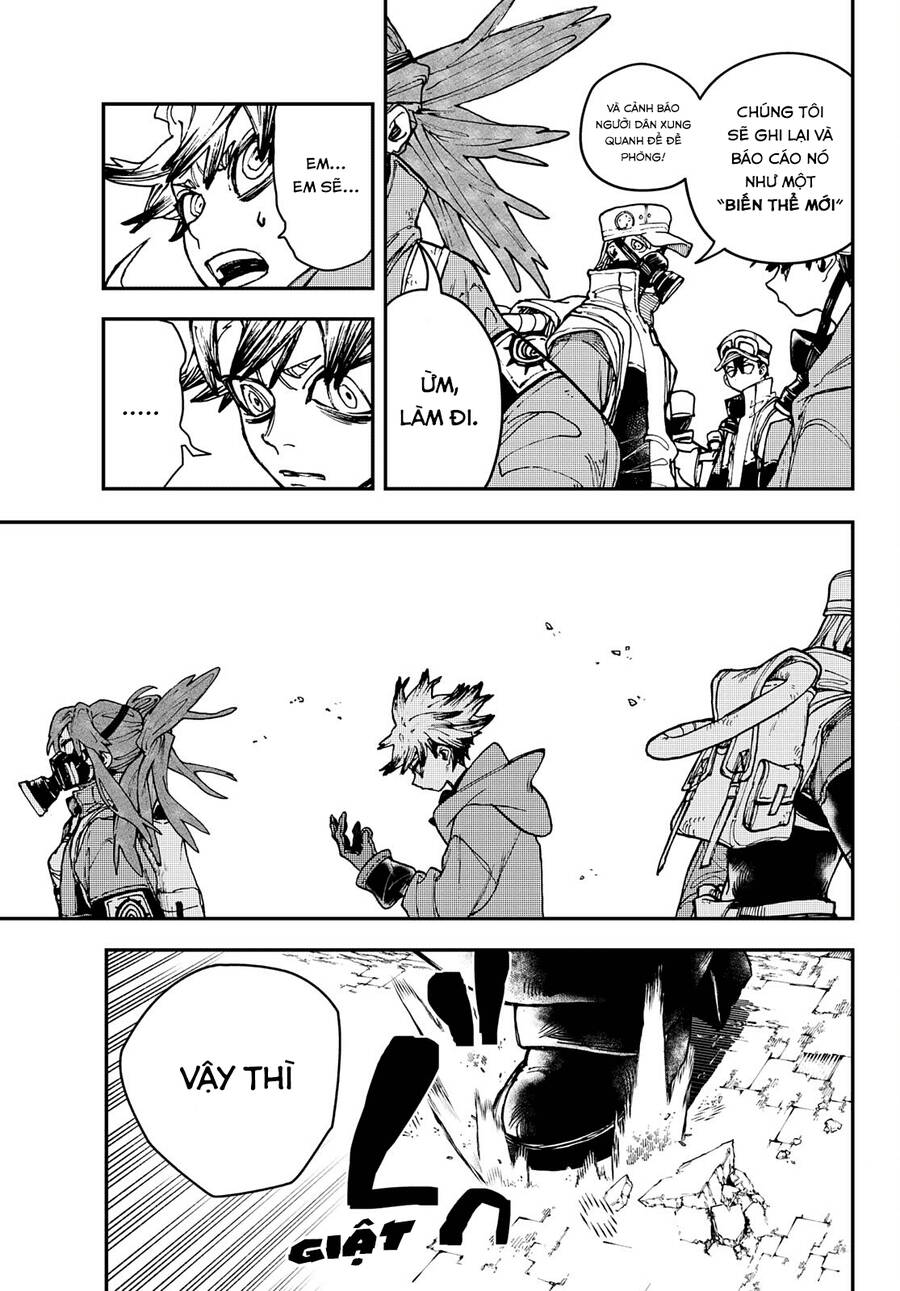 CHÚNG TÔI
SẼ GHI LẠI VÀ
BÁO CÁO NÓ
NHƯ MỘT
“BIẾN THỂ MỚI”
VÀ CẢNH BÁO
NGƯỜI DÂN XUNG
QUANH ĐỂ ĐỀ
PHÒNG!
ỪM,
LÀM ĐI.
EM...
EM SẼ...
.....
VẬY THÌ
GIẬT